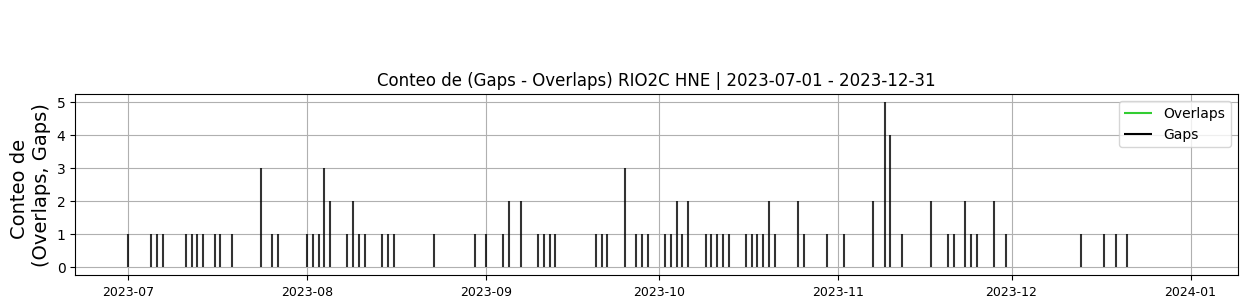 Conteo de (Gaps - Overlaps) RIO2C HNE | 2023-07-01 - 2023-12-31
Conteo de
(Overlaps, Gaps)
5
4
3
2
1
0
Overlaps
Gaps
2023-07
2023-08
2023-09
2023-10
2023-11
2023-12
2024-01